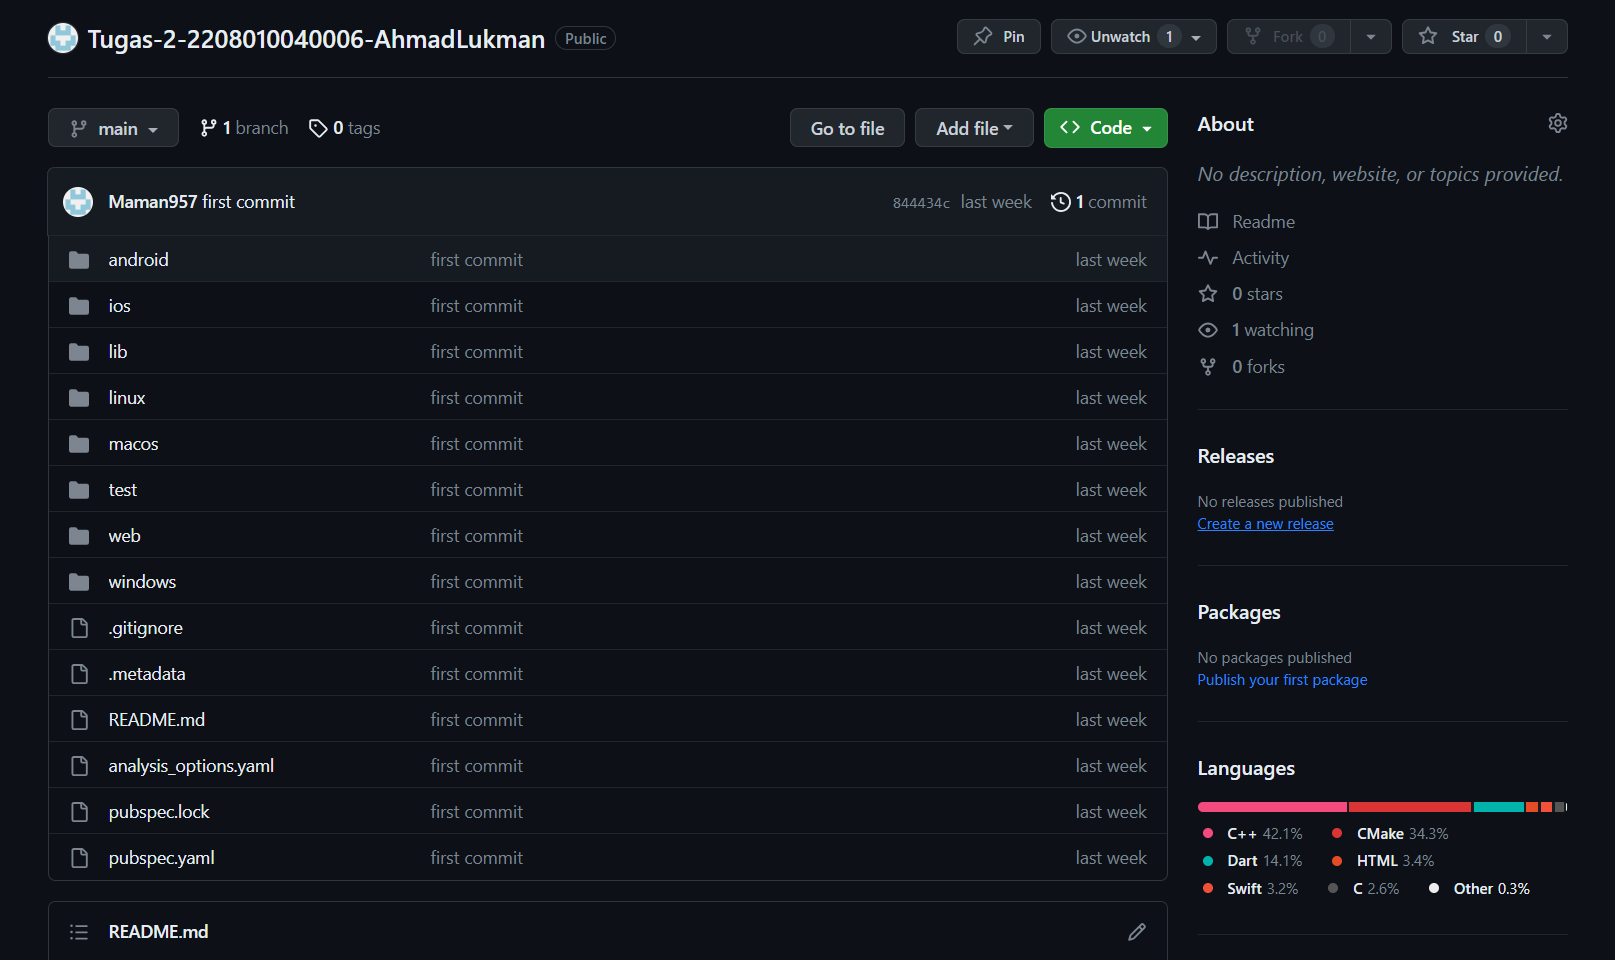 Tugas-2-2208010040006-AhmadLukman Public
Pin
Unwatch 1
Fork 0
Star 0
main
1 branch
0 tags
Go to file
Add file
Code
Maman957 first commit 844434c last week 1 commit
android first commit last week
ios first commit last week
lib first commit last week
linux first commit last week
macos first commit last week
test first commit last week
web first commit last week
windows first commit last week
.gitignore first commit last week
.metadata first commit last week
README.md first commit last week
analysis_options.yaml first commit last week
pubspec.lock first commit last week
pubspec.yaml first commit last week
README.md
About
No description, website, or topics provided.
Readme
Activity
0 stars
1 watching
0 forks
Releases
No releases published
Create a new release
Packages
No packages published
Publish your first package
Languages
C++ 42.1% CMake 34.3%
Dart 14.1% HTML 3.4%
Swift 3.2% C 2.6% Other 0.3%